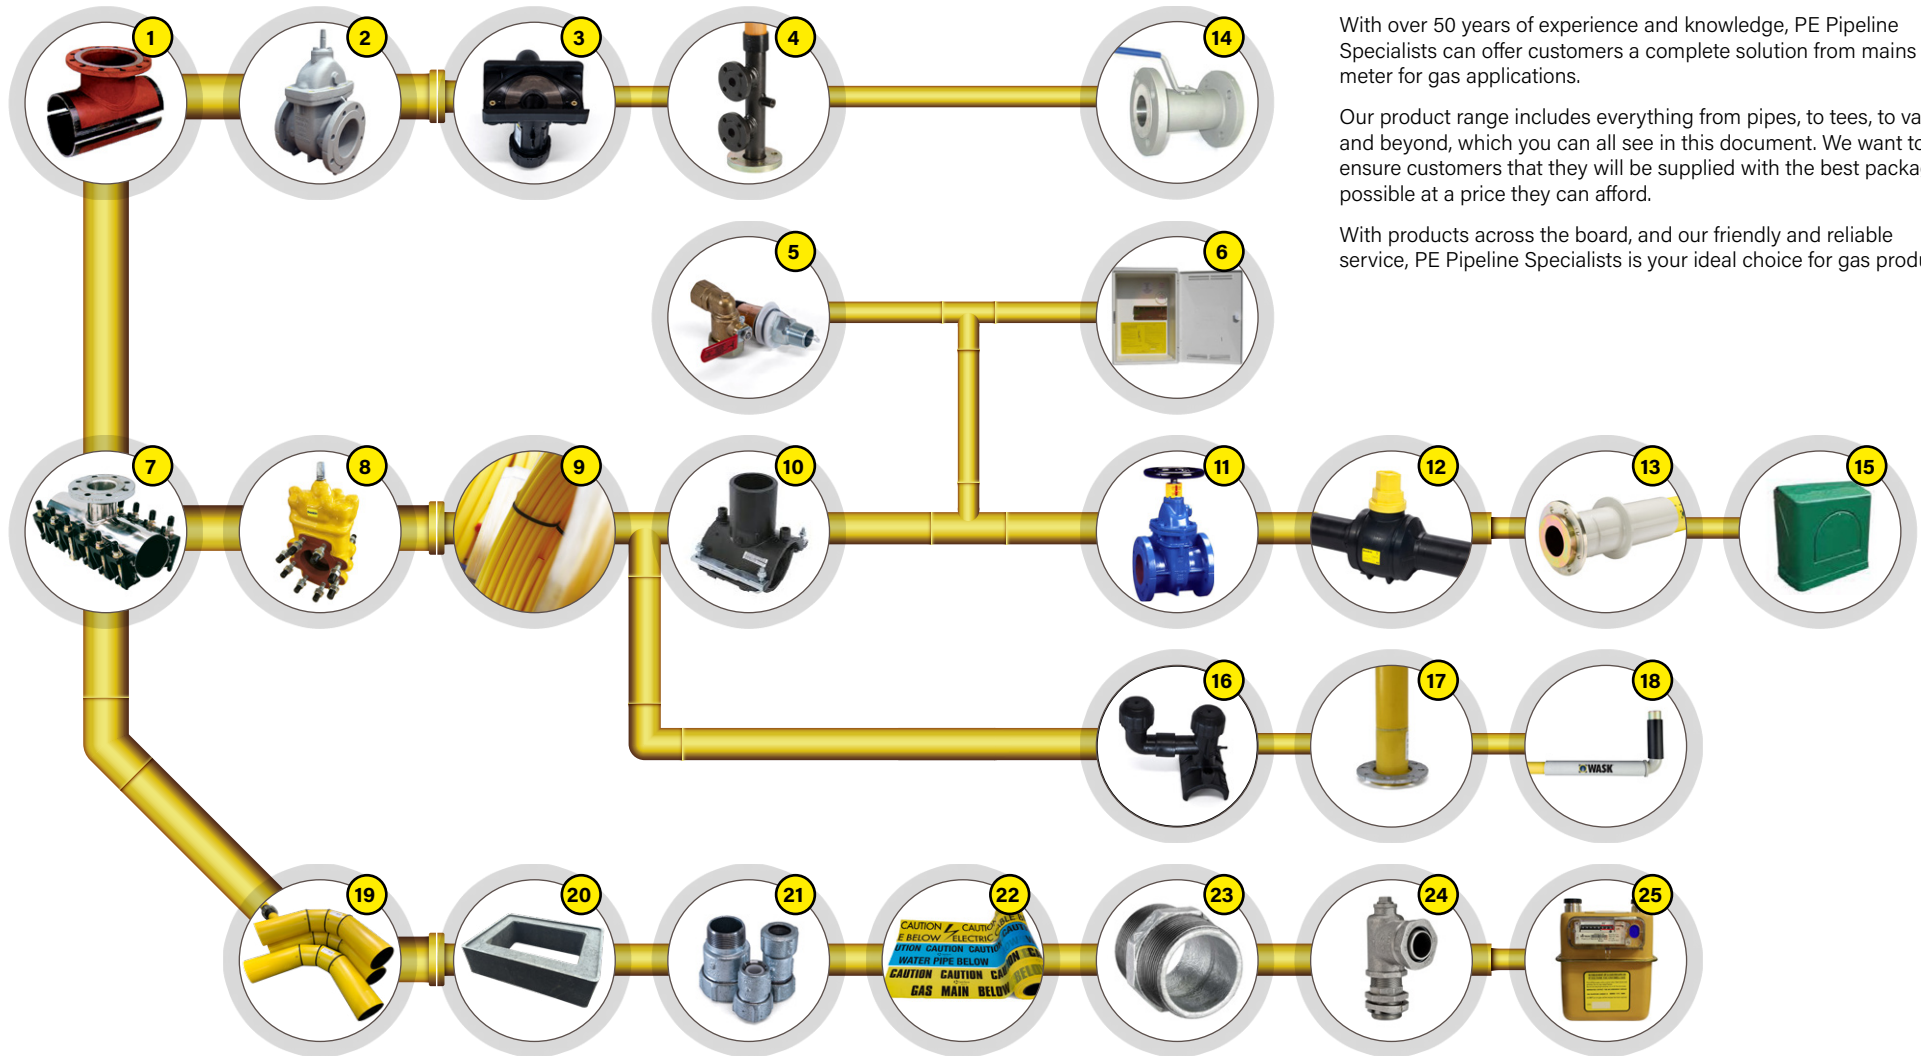 1
2
3
4
14
With over 50 years of experience and knowledge, PE Pipeline
Specialists can offer customers a complete solution from mains
meter for gas applications.
Our product range includes everything from pipes, to tees, to va
and beyond, which you can all see in this document. We want to
ensure customers that they will be supplied with the best packa
possible at a price they can afford.
With products across the board, and our friendly and reliable
service, PE Pipeline Specialists is your ideal choice for gas produ
5
6
7
8
9
10
11
12
13
15
16
17
18
WASK
19
20
21
22
23
24
25
CAUTION CAUTIO
E BELOW ELECTRIC
UTION CAUTION CAUT
WATER PIPE BELOW
CAUTION CAUTION CAU
GAS MAIN BELOW